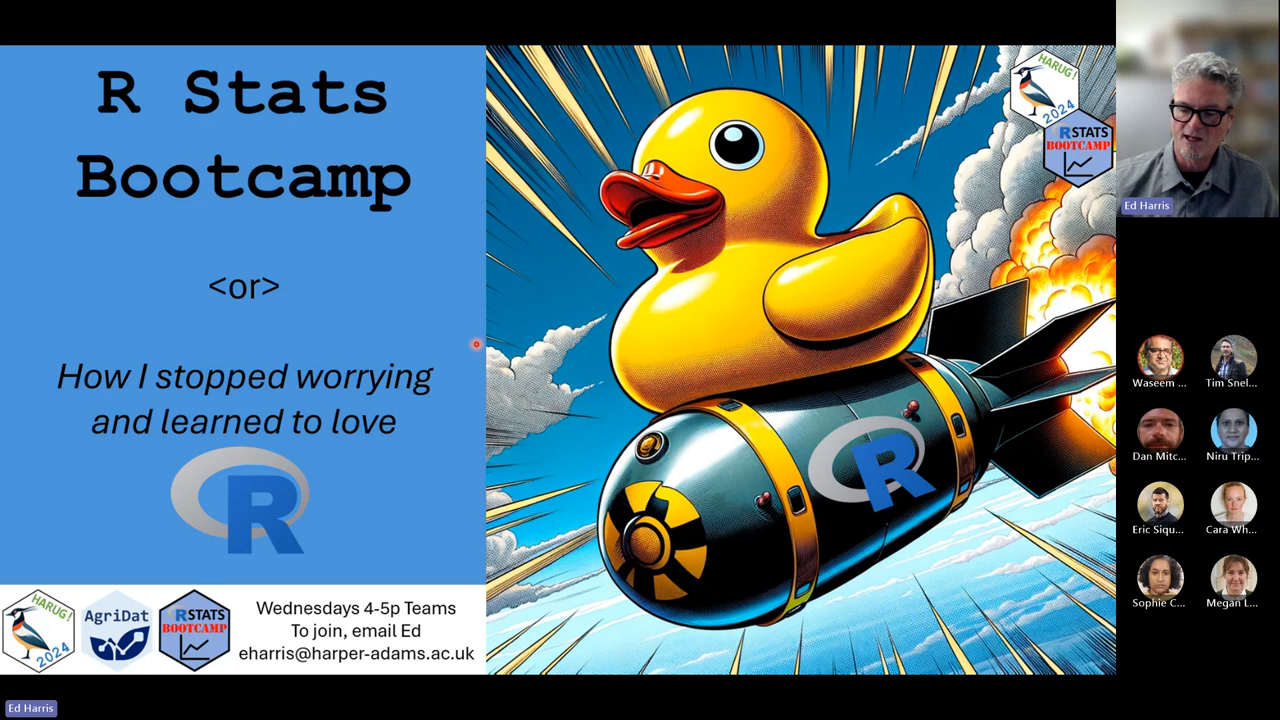 R Stats
Bootcamp
<or>
How I stopped worrying
and learned to love
R
HARUG!
2024
AgriDat
RSTATS
BOOTCAMP
Wednesdays 4-5p Teams
To join, email Ed
eharris@harper-adams.ac.uk
R
HARUG!
2024
RSTATS
BOOTCAMP
Ed Harris
Waseem ...
Tim Snel...
Dan Mitc...
Niru Trip...
Eric Siqu...
Cara Wh...
Sophie C...
Megan L...
Ed Harris